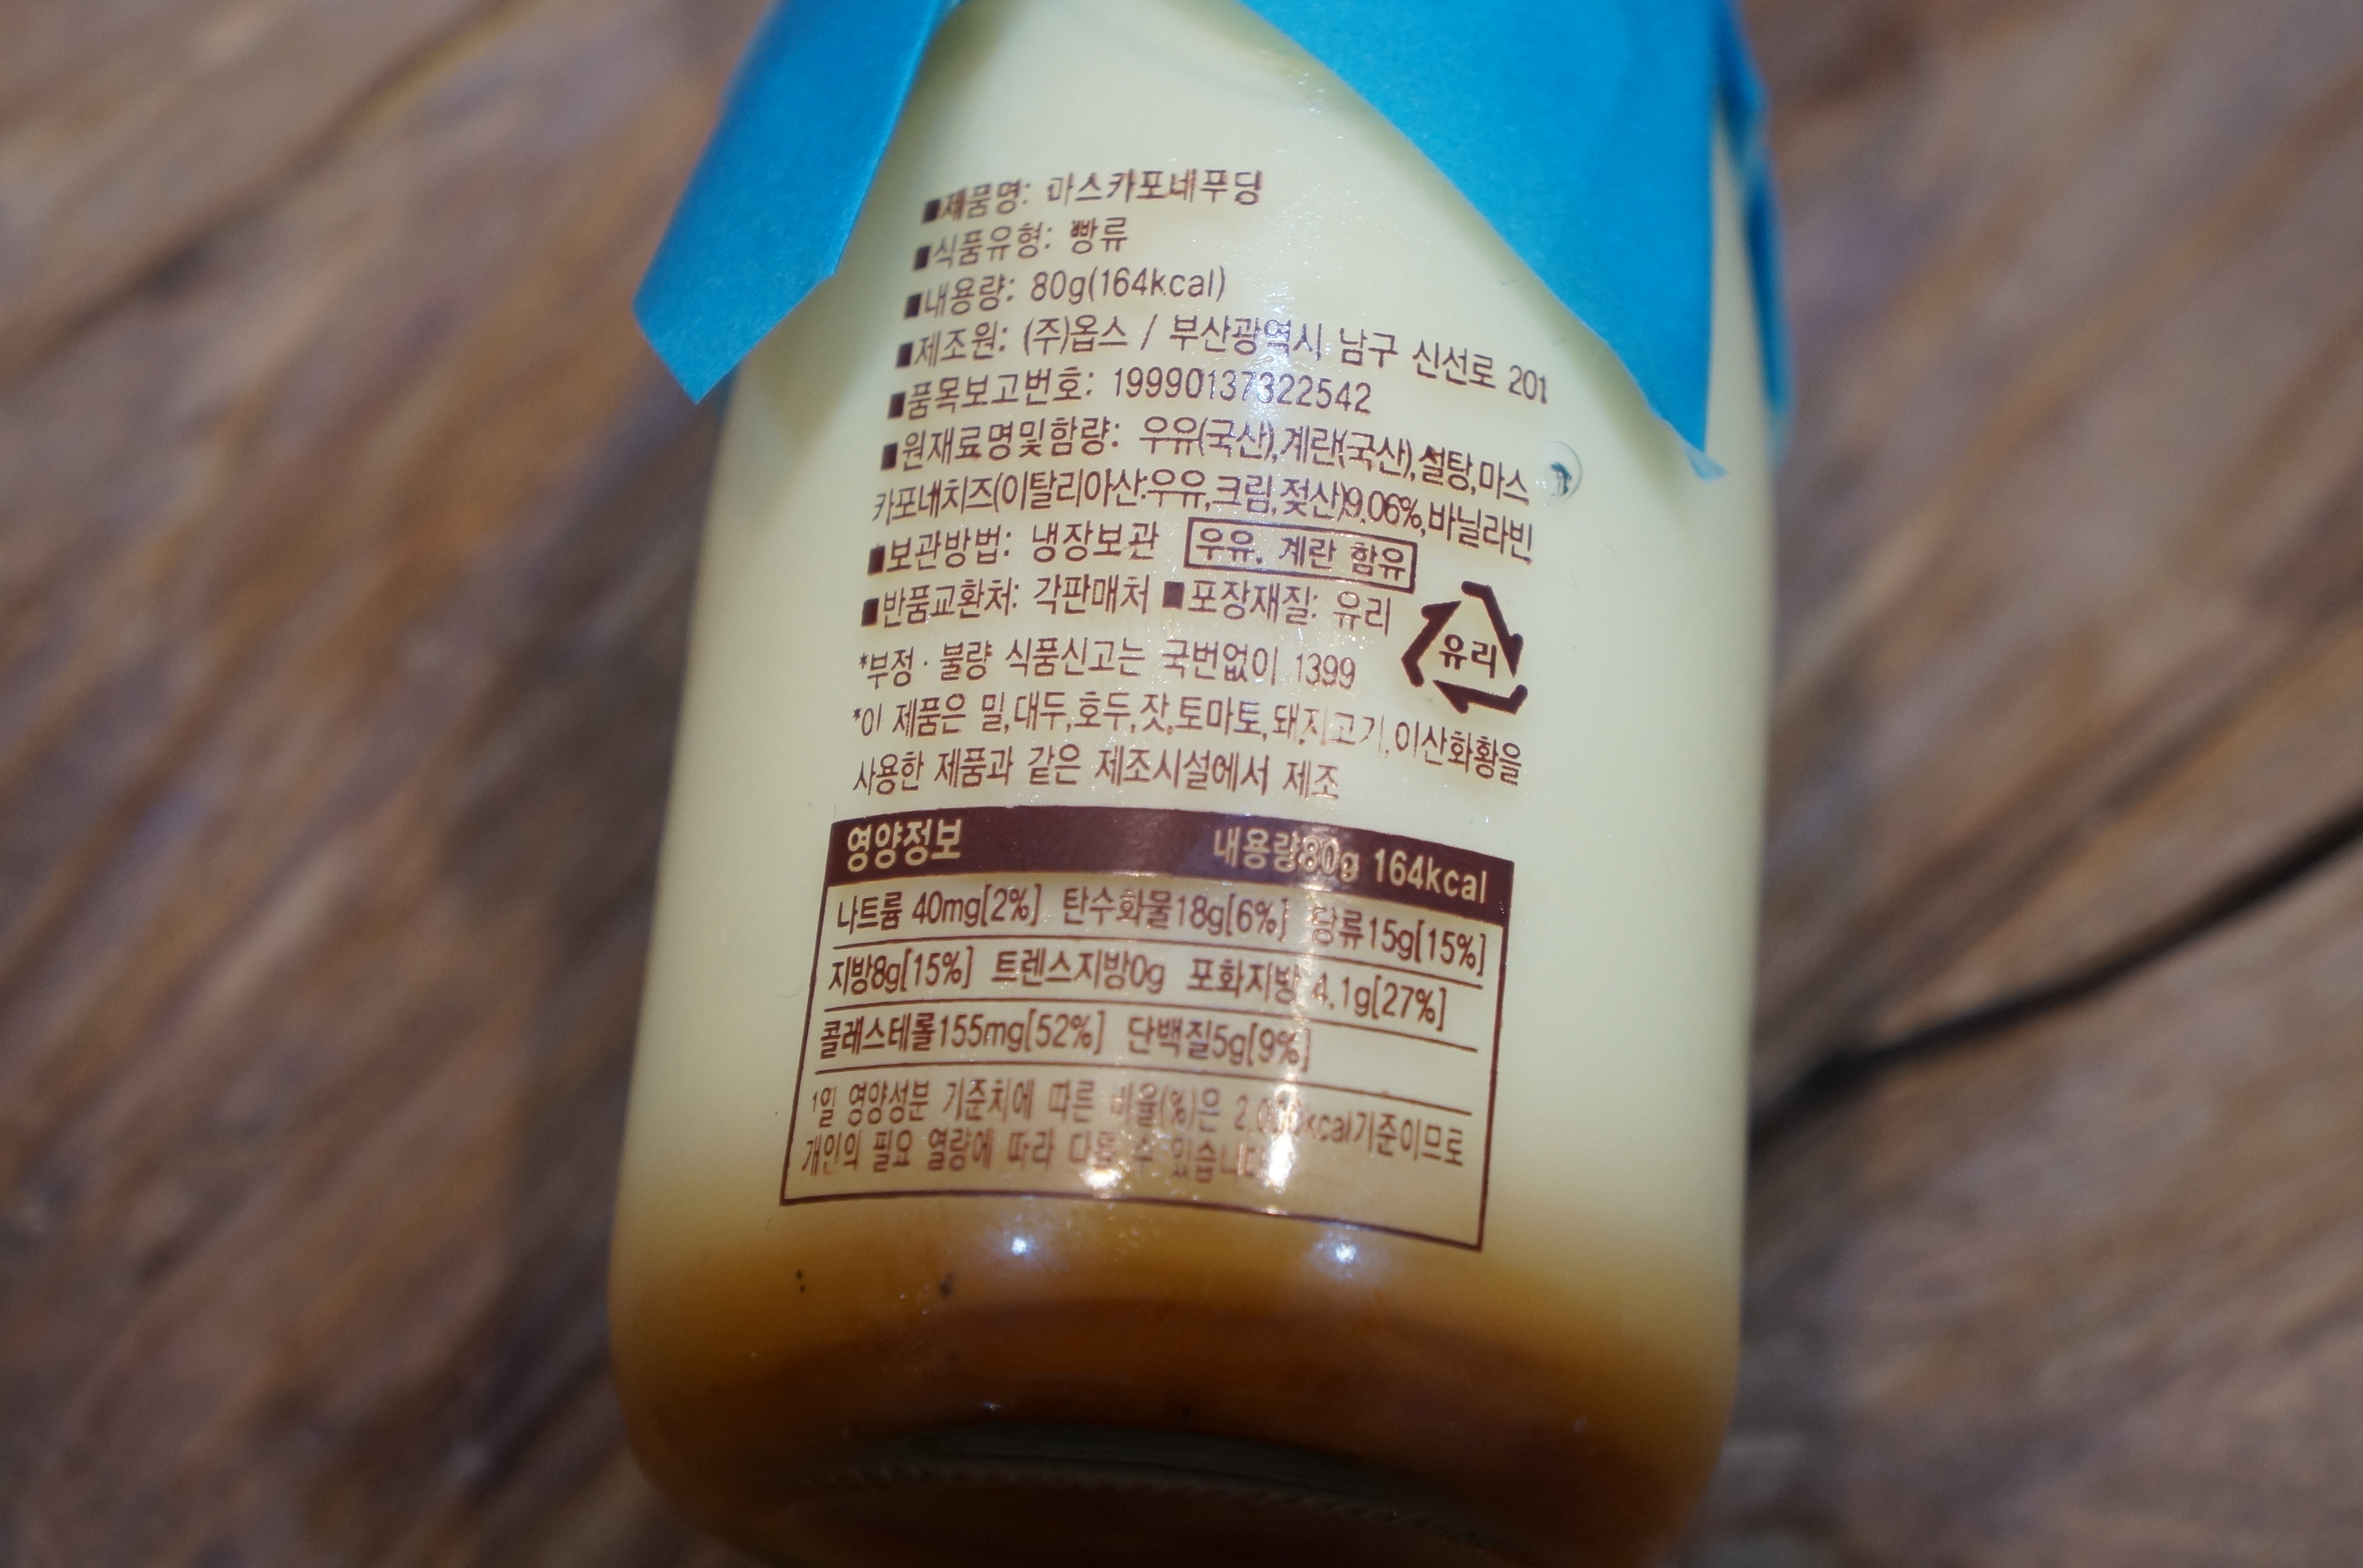 ■제품명: 마스카포네푸딩
■식품유형: 빵류
■내용량: 80g(164kcal)
■제조원: (주)옵스 / 부산광역시 남구 신선로 201
■품목보고번호: 19990137322542
■원재료명및함량: 우유(국산),계란(국산),설탕,마스
카포네치즈(이탈리아산:우유,크림,젖산)9.06%,바닐라빈
■보관방법: 냉장보관 우유, 계란 함유
■반품교환처: 각판매처 ■포장재질: 유리
유리
*부정·불량 식품신고는 국번없이 1399
*이 제품은 밀,대두,호두,잣,토마토,돼지고기,이산화황을
사용한 제품과 같은 제조시설에서 제조
영양정보 내용량80g 164kcal
나트륨 40mg[2%] 탄수화물18g[6%] 당류15g[15%]
지방8g[15%] 트렌스지방0g 포화지방 4.1g[27%]
콜레스테롤155mg[52%] 단백질5g[9%]
1일 영양성분 기준치에 따른 비율(%)은 2,000kcal기준이므로
개인의 필요 열량에 따라 다를 수 있습니다